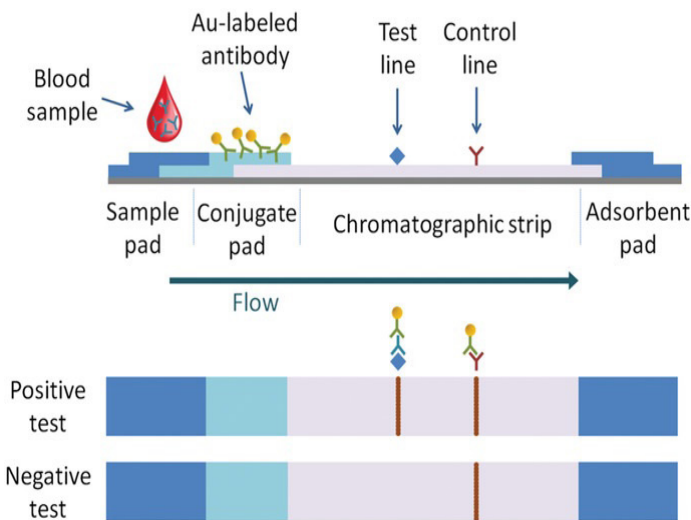 Au-labeled
antibody
Test
line
Control
line
Blood
sample
Sample
pad
Conjugate
pad
Chromatographic strip
Adsorbent
pad
Flow
Positive
test
Negative
test